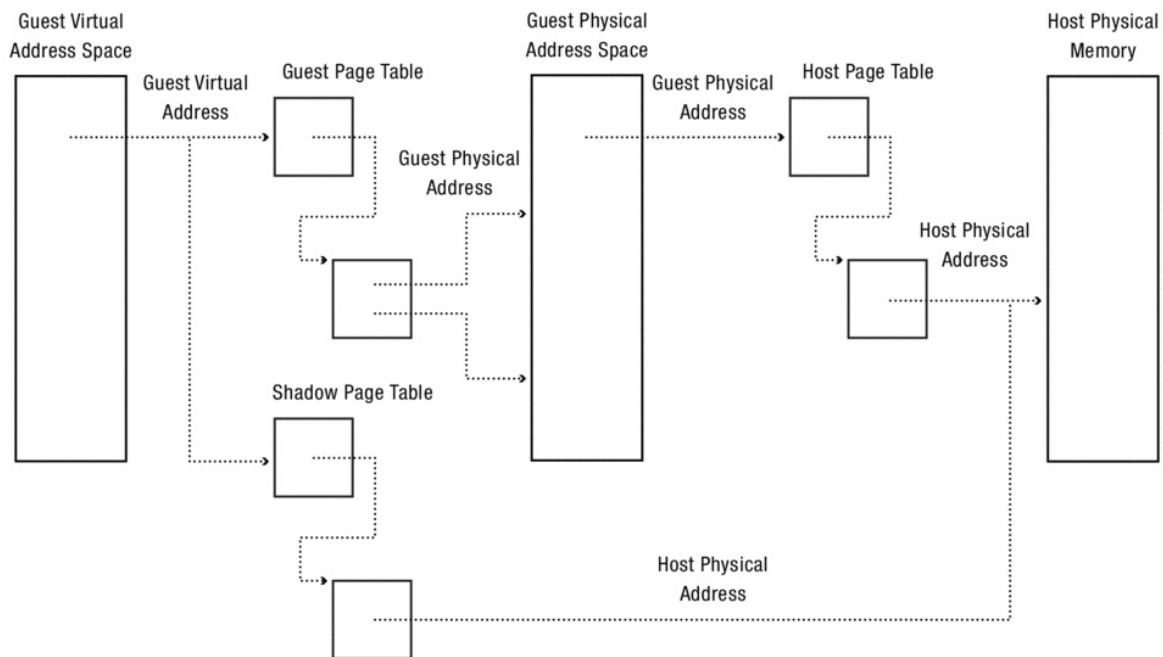 Guest Virtual
Address Space
Guest Physical
Address Space
Host Physical
Memory
Guest Virtual
Address
Guest Page Table
Guest Physical
Address
Host Page Table
Guest Physical
Address
Host Physical
Address
Shadow Page Table
Host Physical
Address